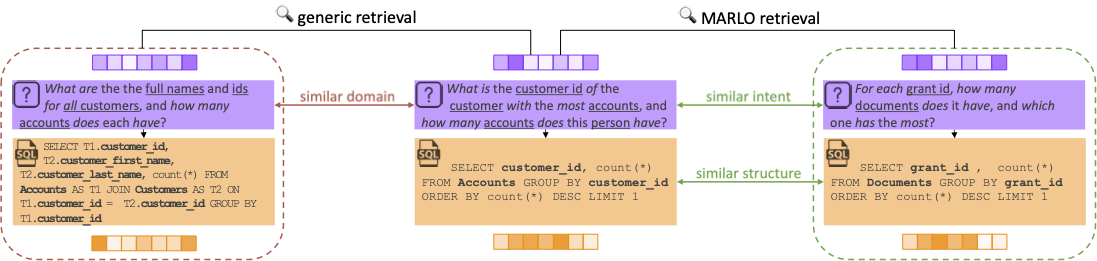 generic retrieval
MARLO retrieval
What are the the full names and ids
for all customers, and how many
accounts does each have?
similar domain
What is the customer id of the
customer with the most accounts, and
how many accounts does this person have?
similar intent
For each grant id, how many
documents does it have, and which
one has the most?
SQL
SELECT T1.customer_id,
T2.customer_first_name,
T2.customer_last_name, count(*) FROM
Accounts AS T1 JOIN Customers AS T2 ON
T1.customer_id = T2.customer_id GROUP BY
T1.customer_id
SQL
SELECT customer_id, count(*)
FROM Accounts GROUP BY customer_id
ORDER BY count(*) DESC LIMIT 1
similar structure
SQL
SELECT grant_id , count(*)
FROM Documents GROUP BY grant_id
ORDER BY count(*) DESC LIMIT 1